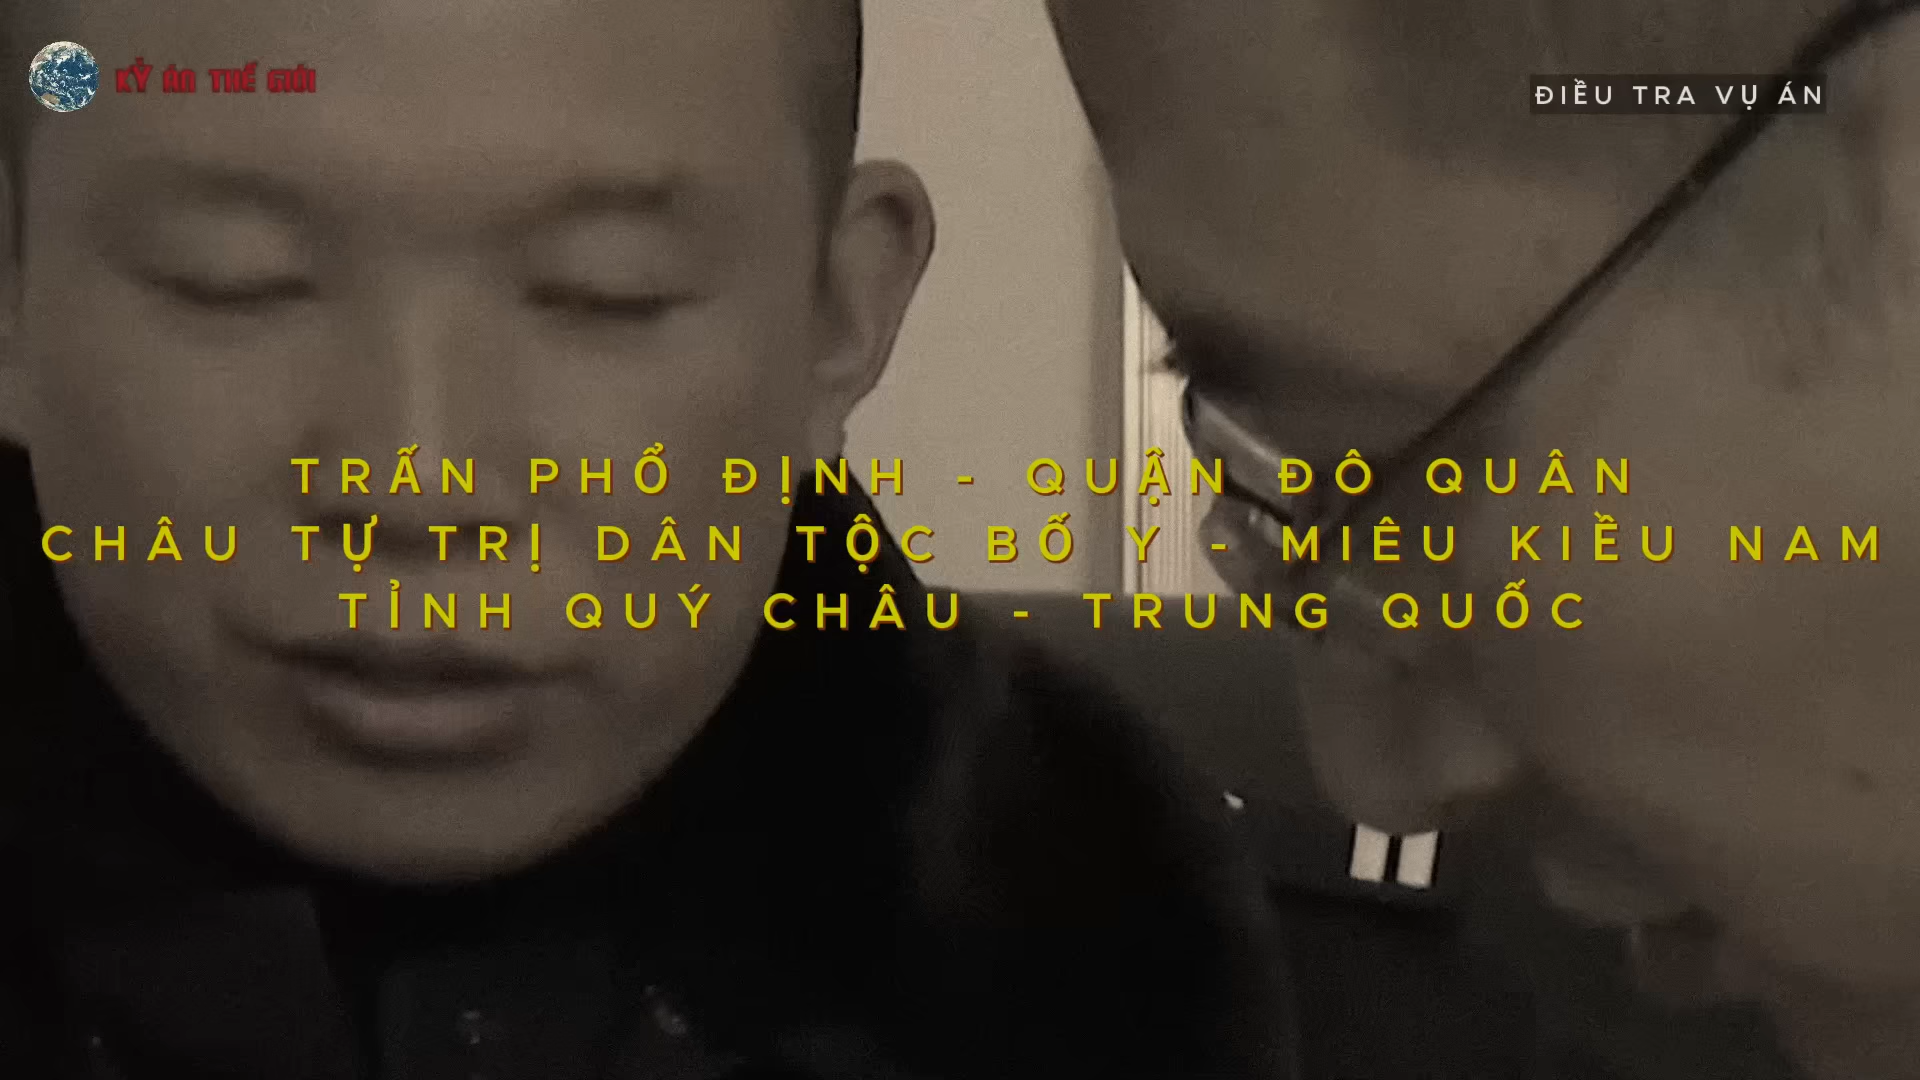 KỲ ÁN THẾ GIỚI
ĐIỀU TRA VỤ ÁN
TRẤN PHỔ ĐỊNH - QUẬN ĐÔ QUÂN
CHÂU TỰ TRỊ DÂN TỘC BỐ Y - MIÊU KIỀU NAM
TỈNH QUÝ CHÂU - TRUNG QUỐC